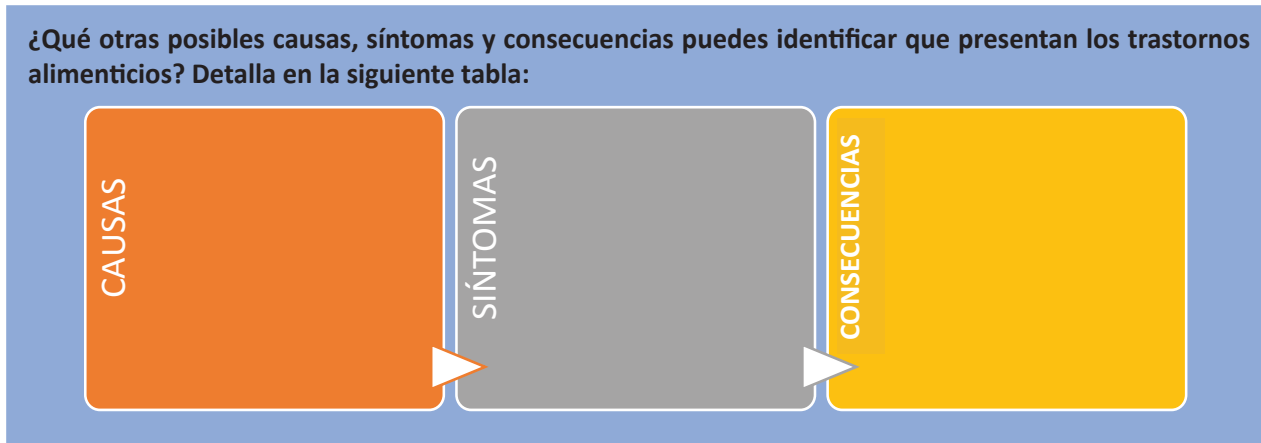 ¿Qué otras posibles causas, síntomas y consecuencias puedes identificar que presentan los trastornos
alimenticios? Detalla en la siguiente tabla:
CAUSAS
SÍNTOMAS
CONSECUENCIAS